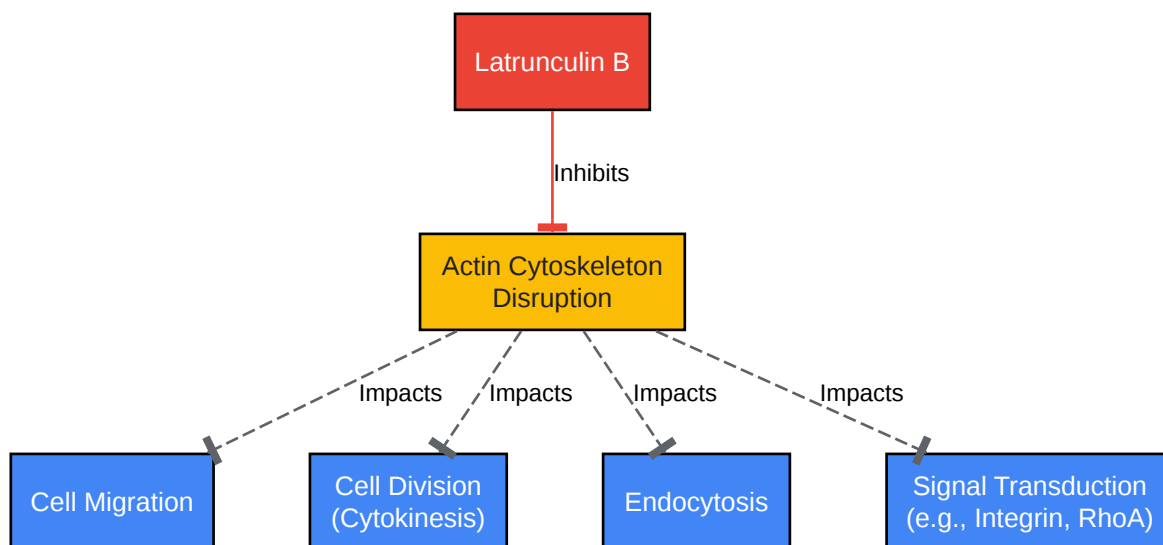 Latrunculin B
Inhibits
Actin Cytoskeleton
Disruption
Impacts
Impacts
Impacts
Impacts
Cell Migration
Cell Division
(Cytokinesis)
Endocytosis
Signal Transduction
(e.g., Integrin, RhoA)